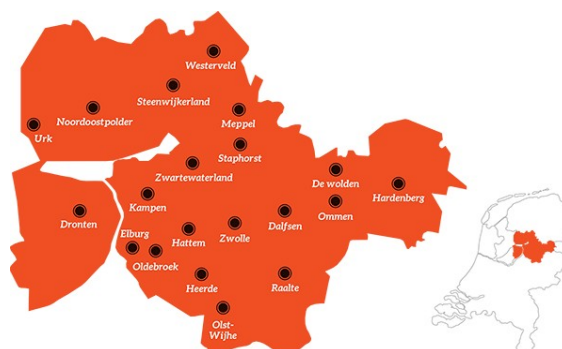 Westerveld
Steenwijkerland
Noordoostpolder
Meppel
Urk
Staphorst
Zwartewaterland
De wolden
Hardenberg
Kampen
Ommen
Dronten
Dalfsen
Zwolle
Hattem
Elburg
Oldebroek
Heerde
Raalte
Olst-
Wijhe